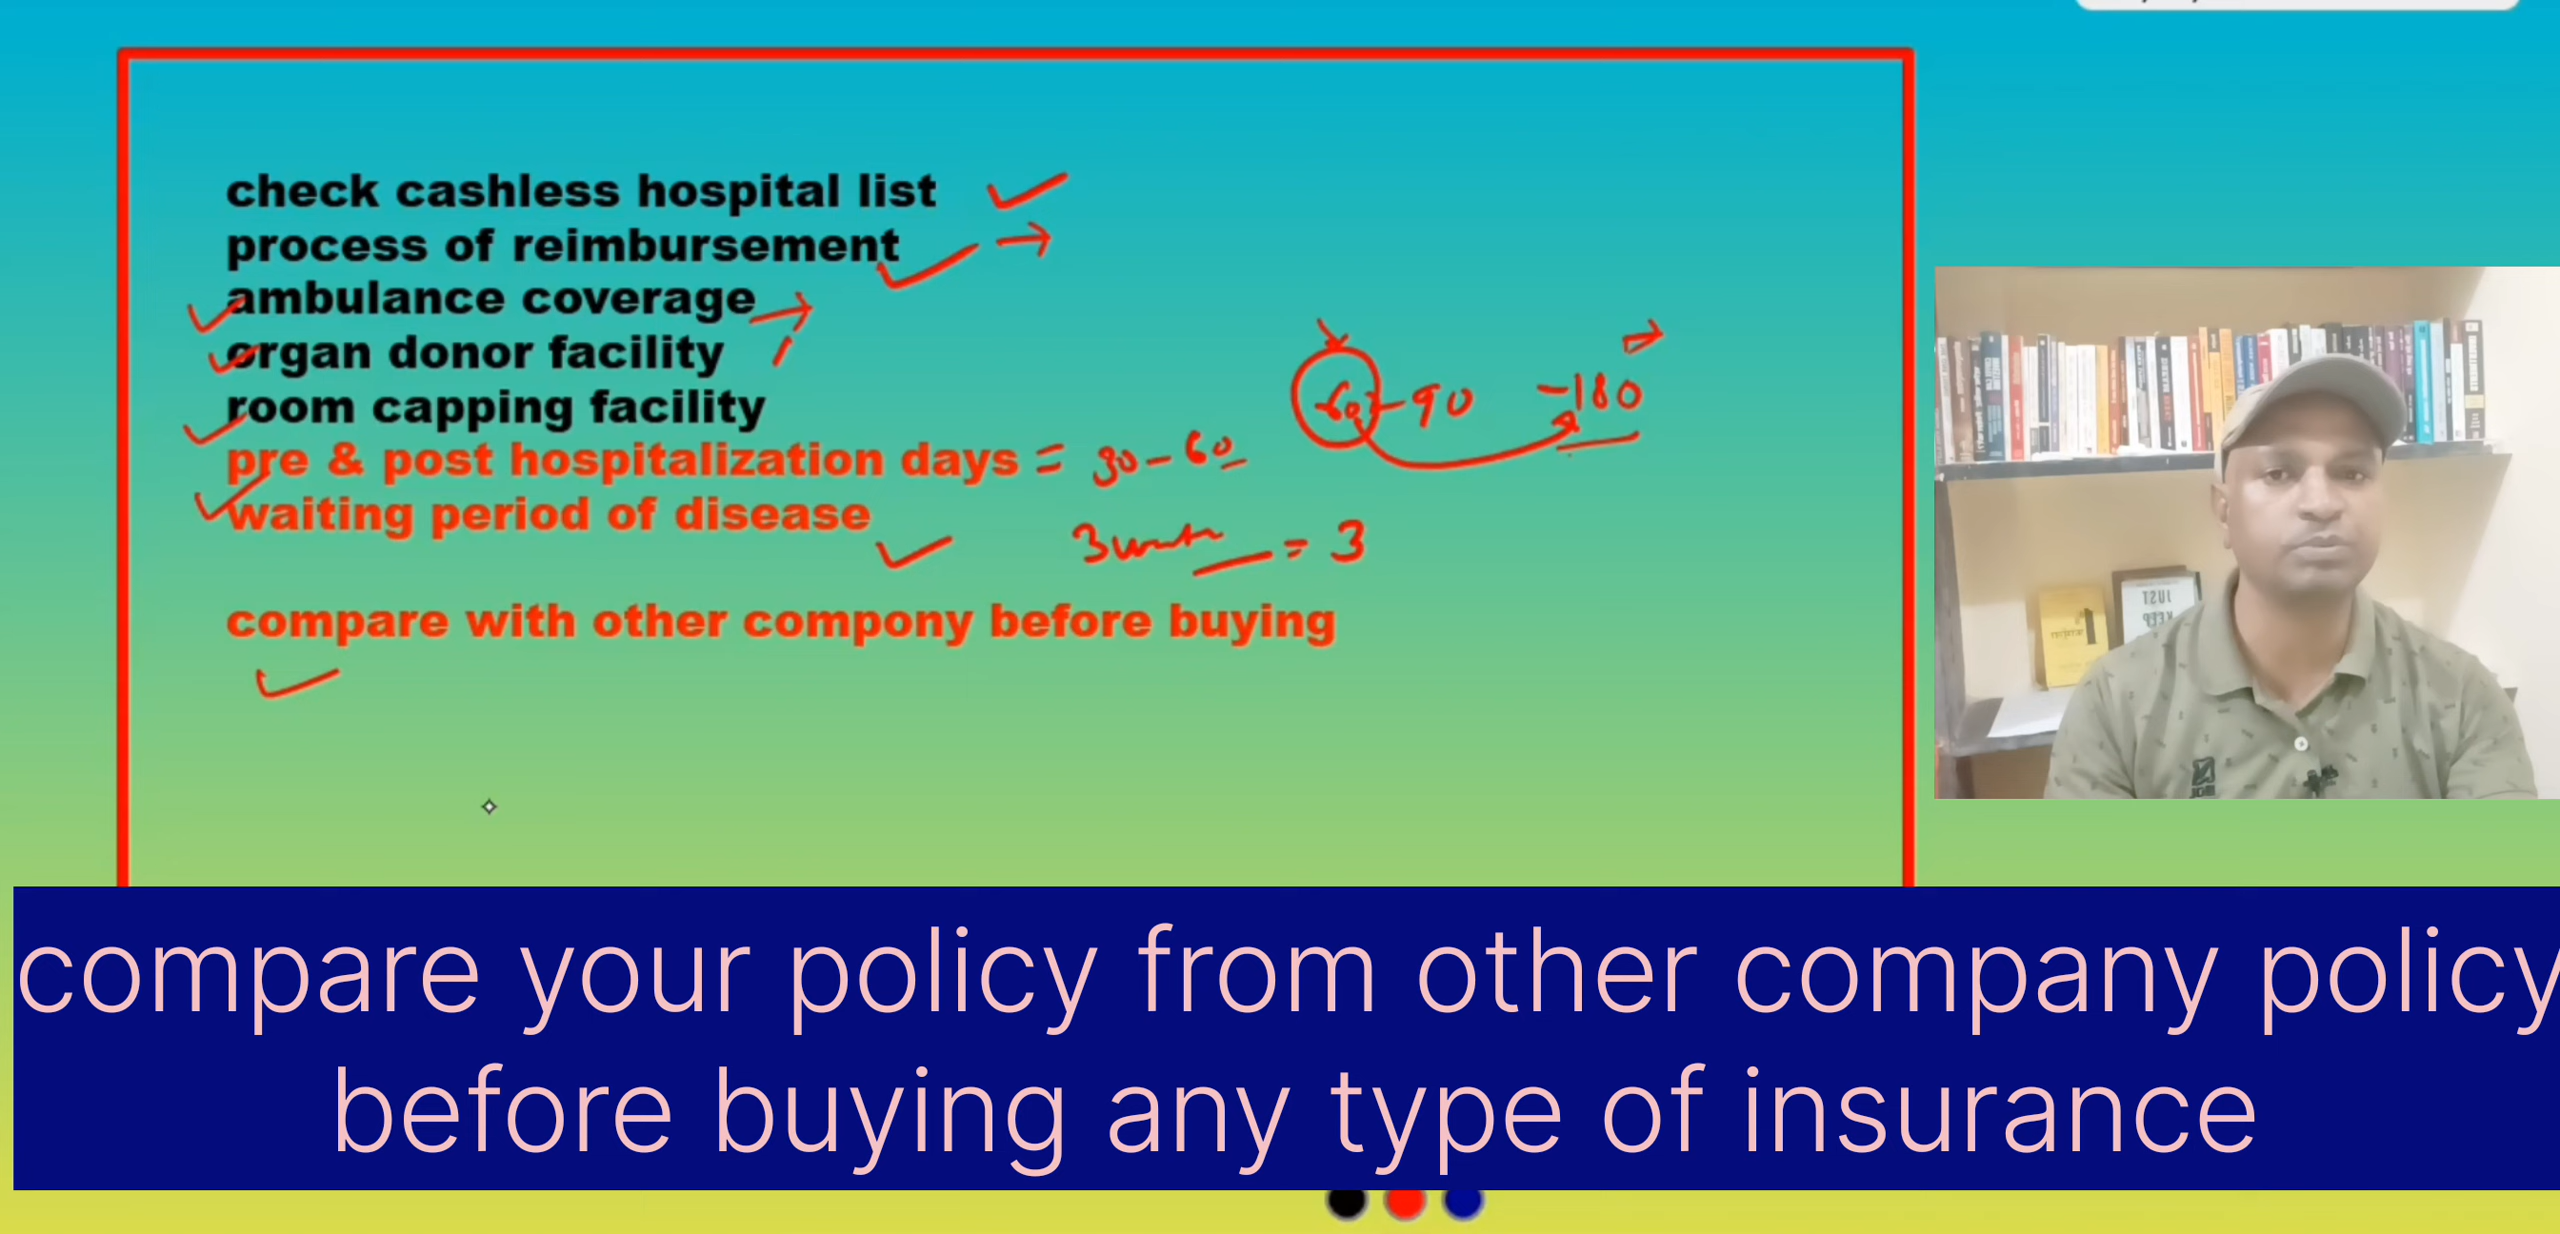 check cashless hospital list
process of reimbursement
ambulance coverage
organ donor facility
room capping facility
pre & post hospitalization days = 30-60
60-90 -180
waiting period of disease
= 3
compare with other compony before buying
compare your policy from other company policy
before buying any type of insurance